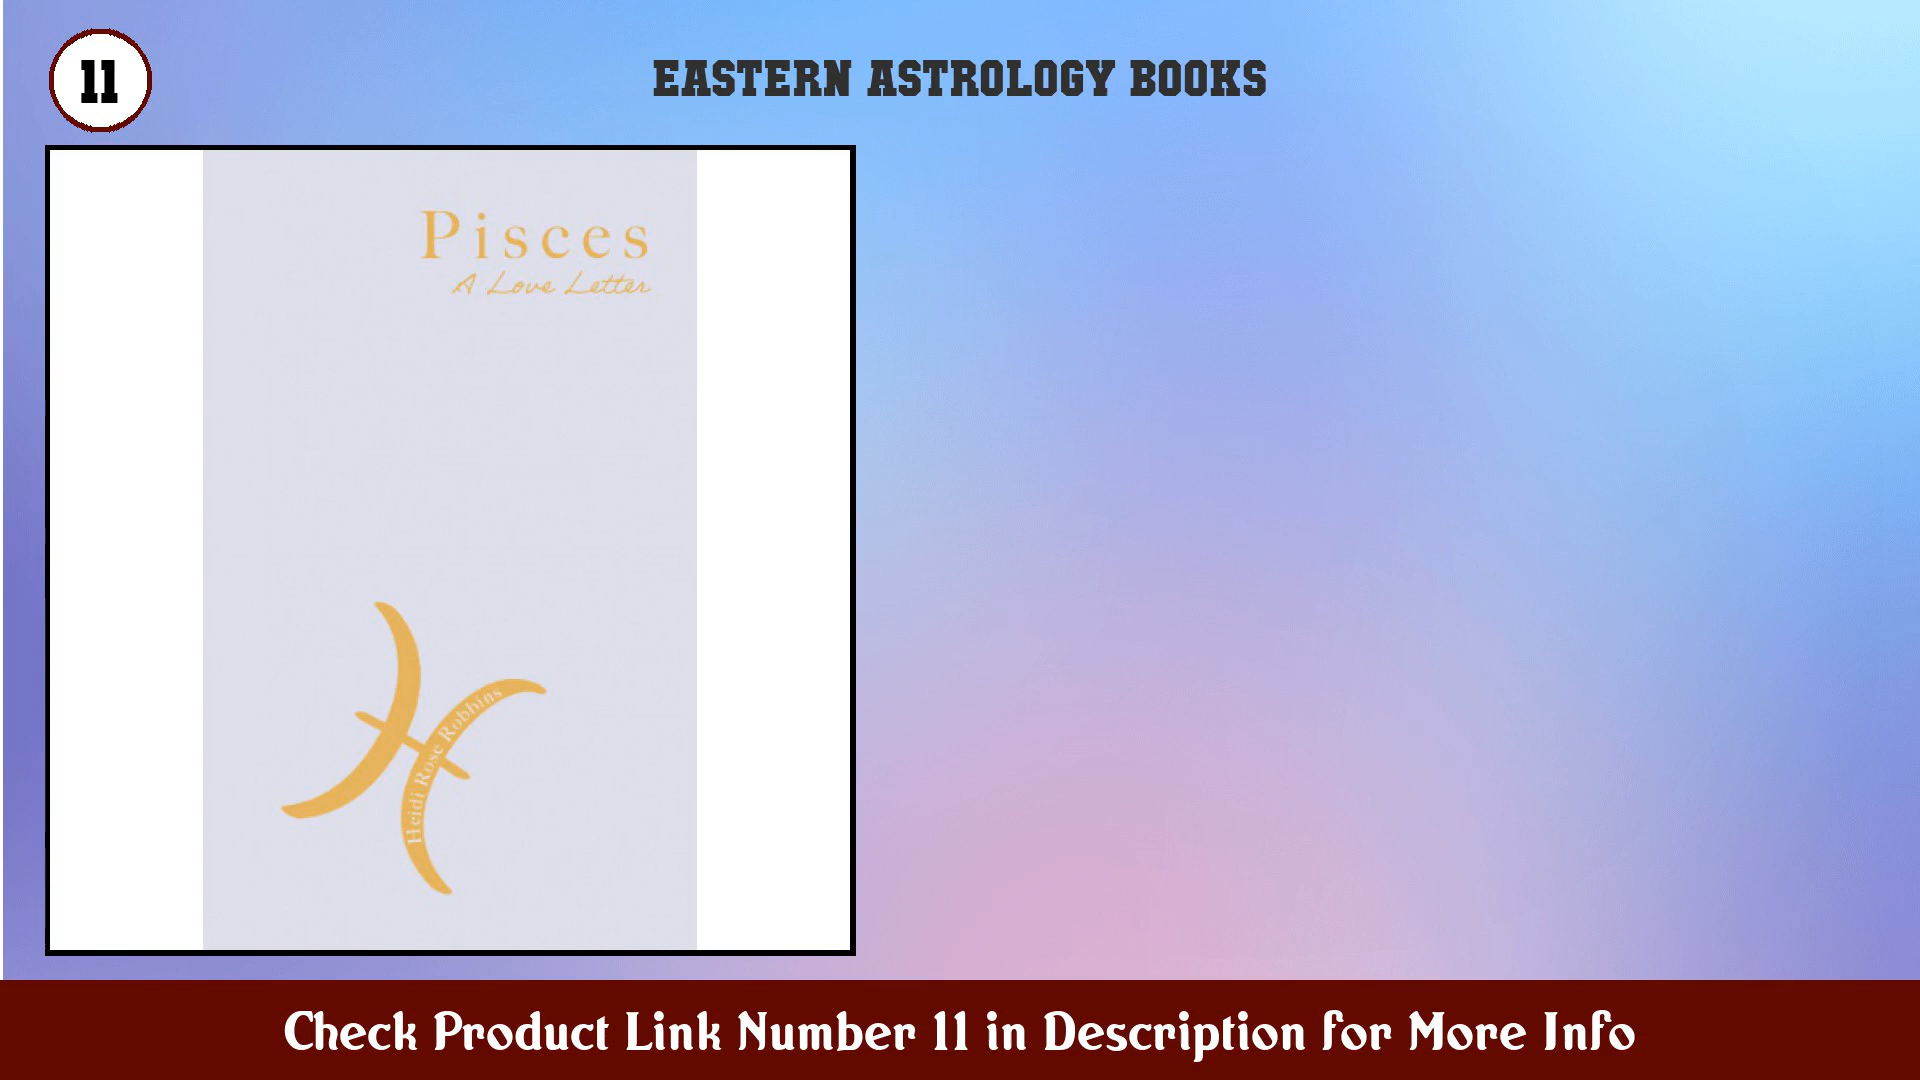 11
EASTERN ASTROLOGY BOOKS
Pisces
A Love Letter
Heidi Rose Robbins
Check Product Link Number 11 in Description for More Info